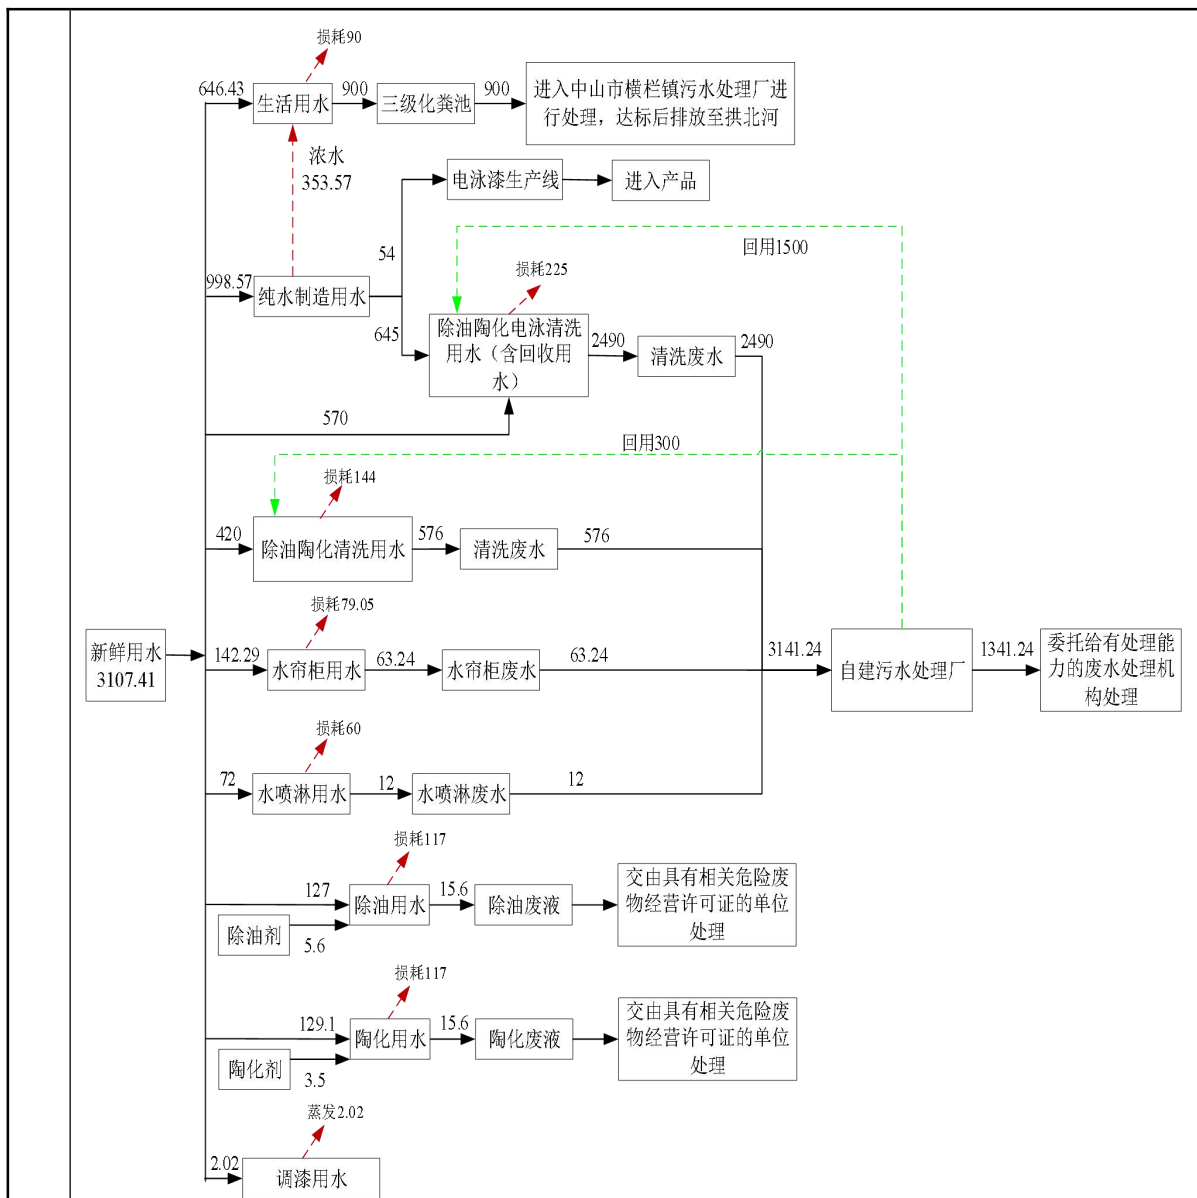 损耗90
646.43
生活用水
900
三级化粪池
900
进入中山市横栏镇污水处理厂进
行处理，达标后排放至拱北河
浓水
353.57
电泳漆生产线
进入产品
54
回用1500
998.57
纯水制造用水
损耗225
645
除油陶化电泳清洗
用水（含回收用
水）
2490
清洗废水
2490
570
回用300
损耗144
420
除油陶化清洗用水
576
清洗废水
576
损耗79.05
新鲜用水
3107.41
142.29
水帘柜用水
63.24
水帘柜废水
63.24
3141.24
自建污水处理厂
1341.24
委托给有处理能
力的废水处理机
构处理
损耗60
72
水喷淋用水
12
水喷淋废水
12
损耗117
127
除油用水
15.6
除油废液
交由具有相关危险废
物经营许可证的单位
处理
除油剂
5.6
损耗117
129.1
陶化用水
15.6
陶化废液
交由具有相关危险废
物经营许可证的单位
处理
陶化剂
3.5
蒸发2.02
2.02
调漆用水